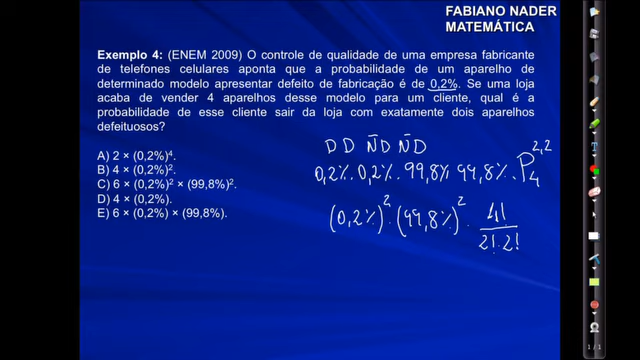 FABIANO NADER
MATEMÁTICA
Exemplo 4: (ENEM 2009) O controle de qualidade de uma empresa fabricante
de telefones celulares aponta que a probabilidade de um aparelho de
determinado modelo apresentar defeito de fabricação é de 0,2%. Se uma loja
acaba de vender 4 aparelhos desse modelo para um cliente, qual é a
probabilidade de esse cliente sair da loja com exatamente dois aparelhos
defeituosos?
A) 2 × (0,2%)⁴.
B) 4 × (0,2%)².
C) 6 × (0,2%)² × (99,8%)².
D) 4 × (0,2%).
E) 6 × (0,2%) × (99,8%).
D D N̄D N̄D
0,2% . 0,2% . 99,8% . 99,8% . P₄²,²
(0,2%)² . (99,8%)² . 4!
2! . 2!
1 / 1